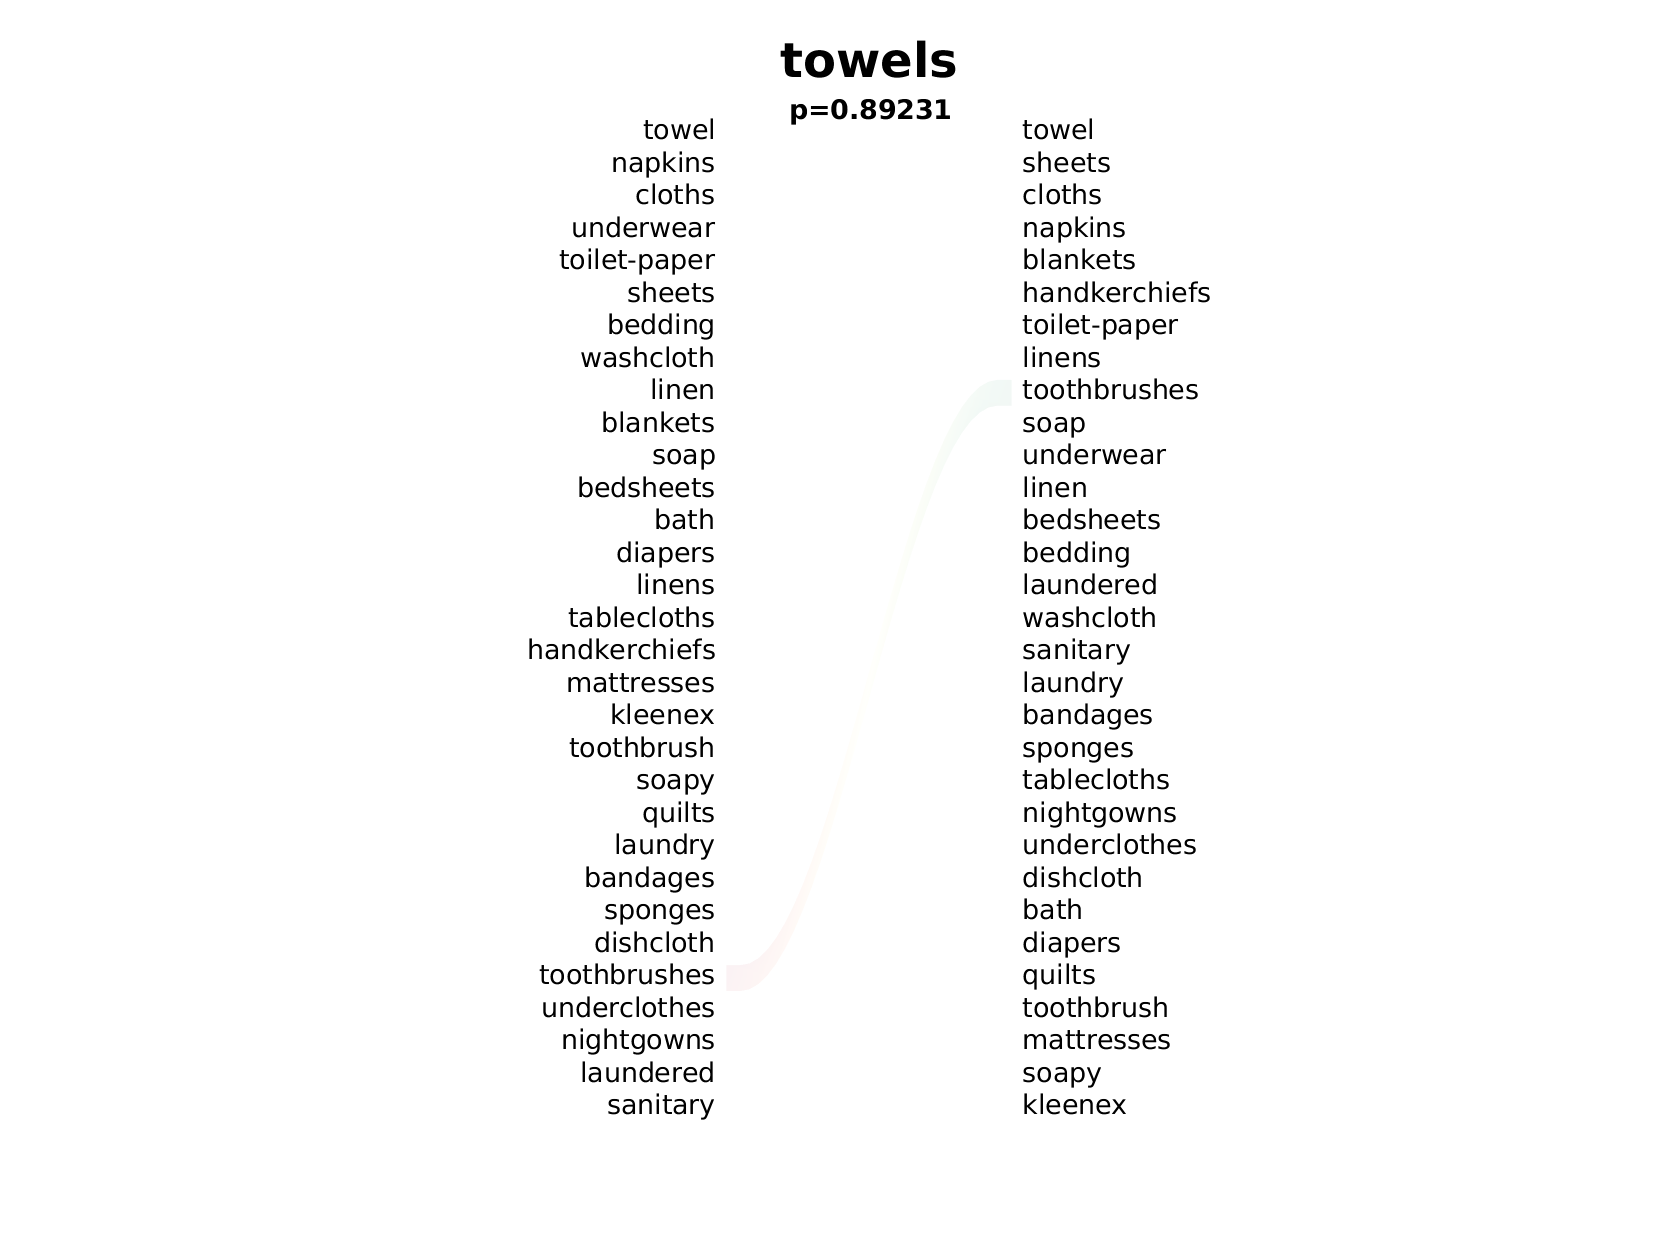 towels
p=0.89231
towel towel
napkins sheets
cloths cloths
underwear napkins
toilet-paper blankets
sheets handkerchiefs
bedding toilet-paper
washcloth linens
linen toothbrushes
blankets soap
soap underwear
bedsheets linen
bath bedsheets
diapers bedding
linens laundered
tablecloths washcloth
handkerchiefs sanitary
mattresses laundry
kleenex bandages
toothbrush sponges
soapy tablecloths
quilts nightgowns
laundry underclothes
bandages dishcloth
sponges bath
dishcloth diapers
toothbrushes quilts
underclothes toothbrush
nightgowns mattresses
laundered soapy
sanitary kleenex